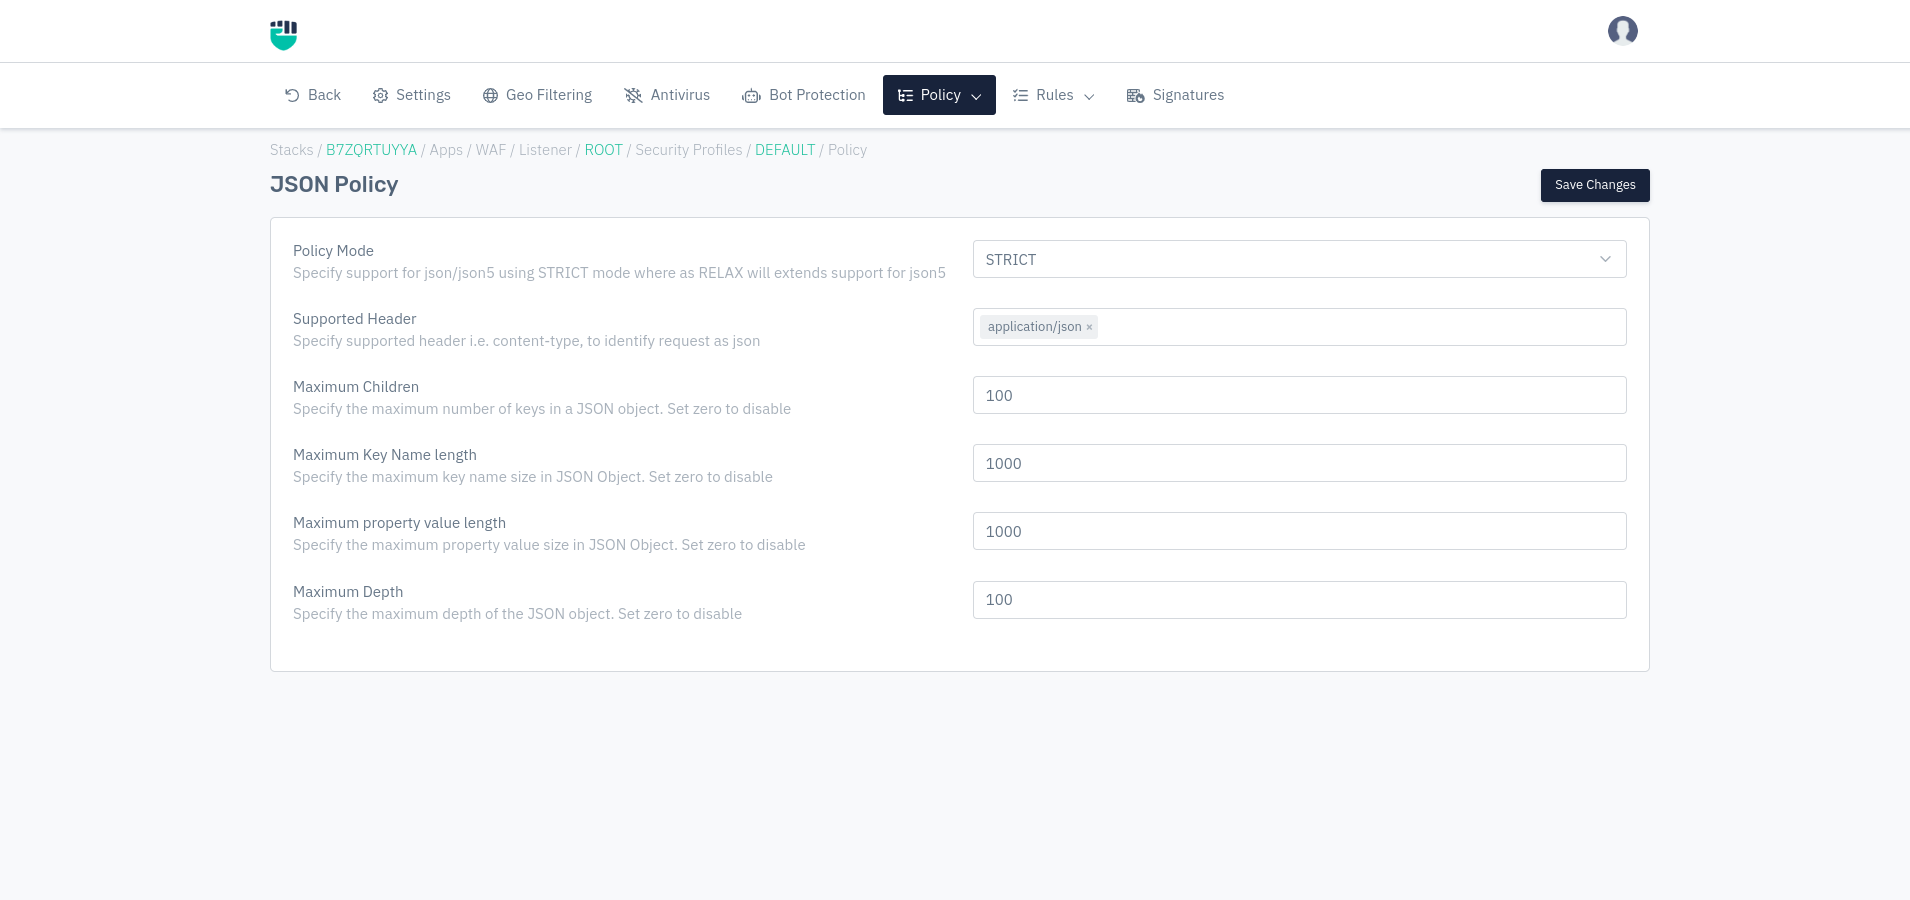 Back Settings Geo Filtering Antivirus Bot Protection Policy Rules Signatures
Stacks / B7ZQRTUYYA / Apps / WAF / Listener / ROOT / Security Profiles / DEFAULT / Policy
JSON Policy
Save Changes
Policy Mode
Specify support for json/json5 using STRICT mode where as RELAX will extends support for json5
STRICT
Supported Header
Specify supported header i.e. content-type, to identify request as json
application/json ×
Maximum Children
Specify the maximum number of keys in a JSON object. Set zero to disable
100
Maximum Key Name length
Specify the maximum key name size in JSON Object. Set zero to disable
1000
Maximum property value length
Specify the maximum property value size in JSON Object. Set zero to disable
1000
Maximum Depth
Specify the maximum depth of the JSON object. Set zero to disable
100